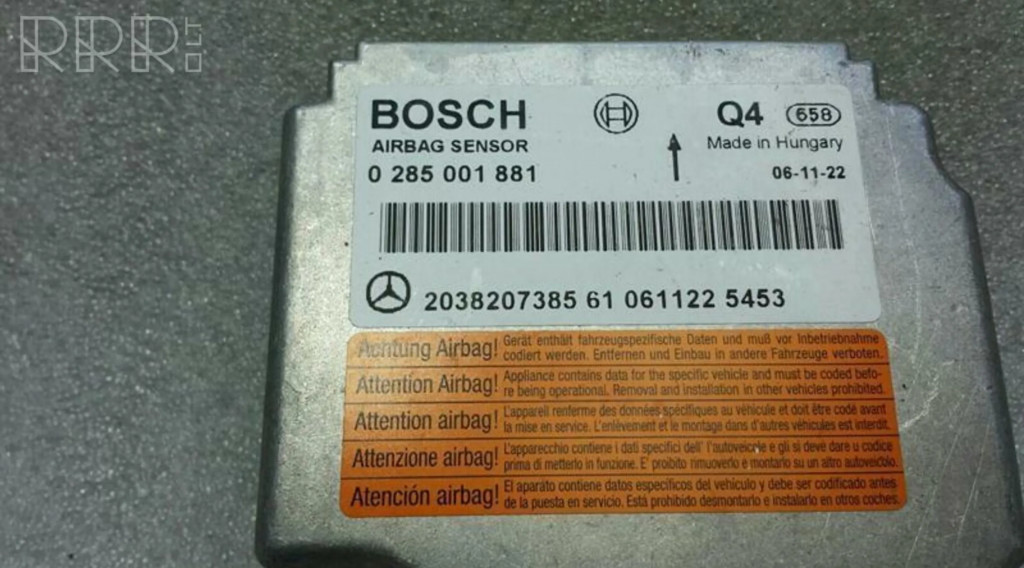 RRR.LT
BOSCH
Q4 658
AIRBAG SENSOR
Made in Hungary
0 285 001 881
06-11-22
2038207385 61 061122 5453
Achtung Airbag! Gerät enthält fahrzeugspezifische Daten und muß vor Inbetriebnahme
codiert werden. Entfernen und Einbau in andere Fahrzeuge verboten.
Attention Airbag! Appliance contains data for the specific vehicle and must be coded befo-
re being operational. Removal and installation in other vehicles prohibited.
Attention airbag! L'appareil renferme des données spécifiques au véhicule et doit être codé avant
la mise en service. L'enlèvement et le montage dans d'autres véhicules est interdit.
Attenzione airbag! L'apparecchio contiene i dati specifici dell' l'autoveicole e gli si deve dare u codice
prima di metterlo in funzione. E' proibito rimuoverlo e montarlo su un altro autoveicblo.
Atención airbag! El aparato contiene datos específicos del vehículo y debe ser codificado antes
de la puesta en servicio. Está prohibido desmontarlo e instalarlo en otros coches.